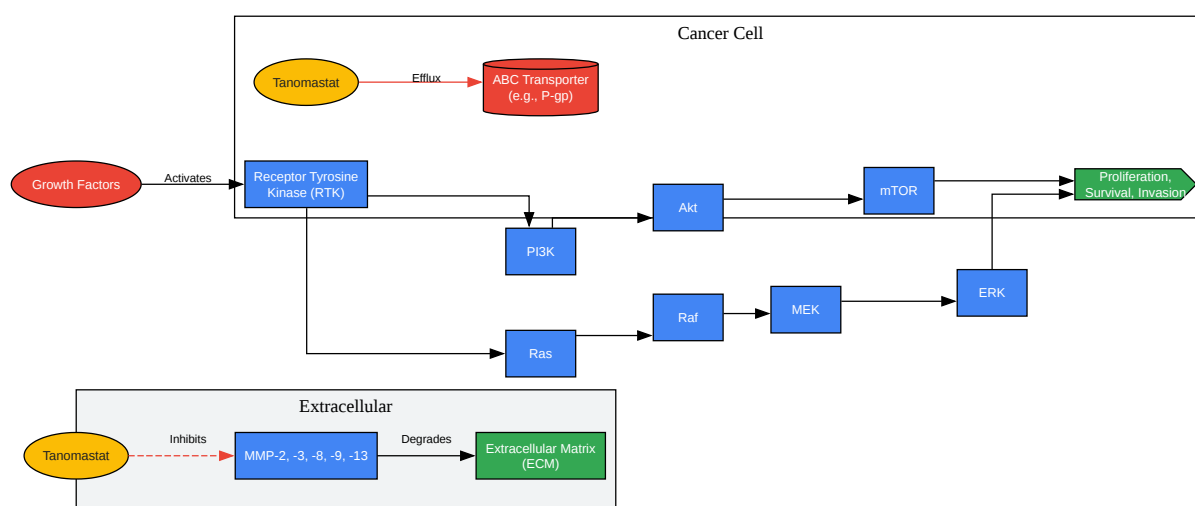 Cancer Cell
Tanomastat
Efflux
ABC Transporter
(e.g., P-gp)
Growth Factors
Activates
Receptor Tyrosine
Kinase (RTK)
PI3K
Akt
mTOR
Proliferation,
Survival, Invasion
Ras
Raf
MEK
ERK
Extracellular
Tanomastat
Inhibits
MMP-2, -3, -8, -9, -13
Degrades
Extracellular Matrix
(ECM)